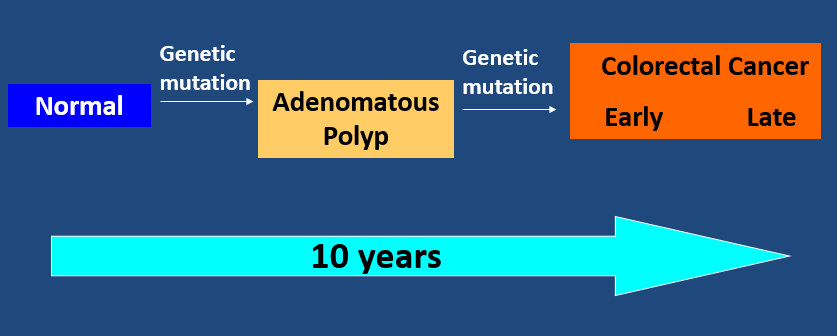 Normal
Genetic
mutation
Adenomatous
Polyp
Genetic
mutation
Colorectal Cancer
Early Late
10 years